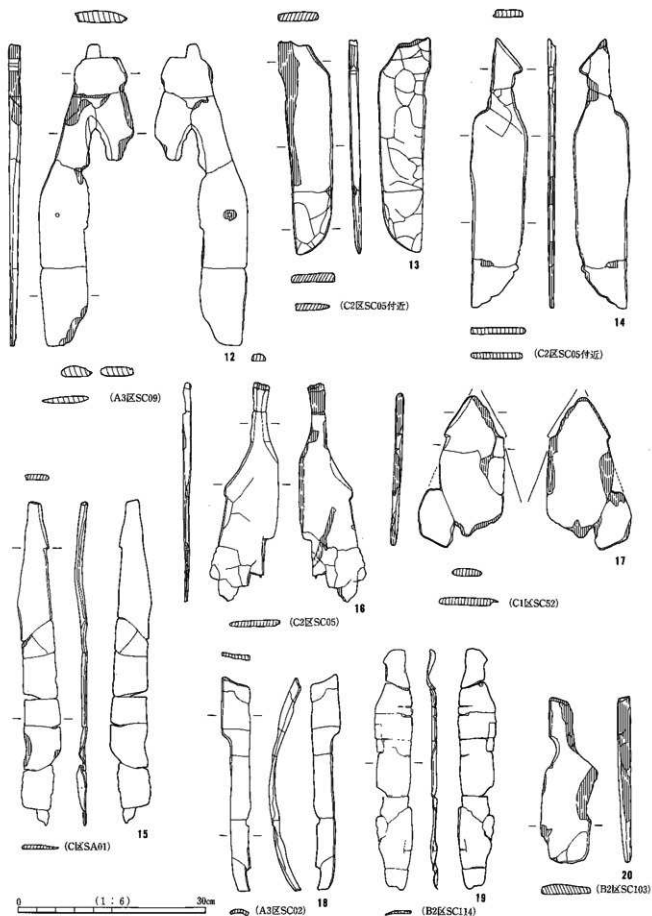 12
(A3区SC09)
13
(C2区SC05付近)
14
(C2区SC05付近)
15
(C区SA01)
16
(C2区SC05)
17
(C1区SC52)
18
(A3区SC02)
19
(B2区SC114)
20
(B2区SC103)
0 (1:6) 30cm